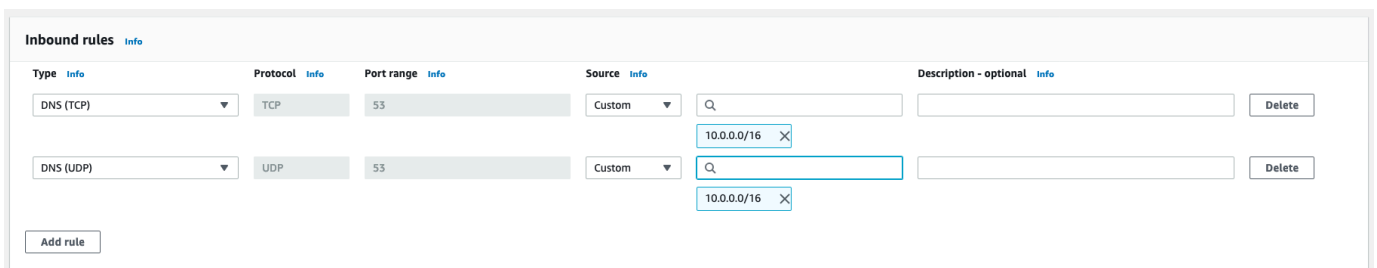 Inbound rules Info
Type Info Protocol Info Port range Info Source Info Description - optional Info
DNS (TCP) TCP 53 Custom Delete
10.0.0.0/16
DNS (UDP) UDP 53 Custom Delete
10.0.0.0/16
Add rule